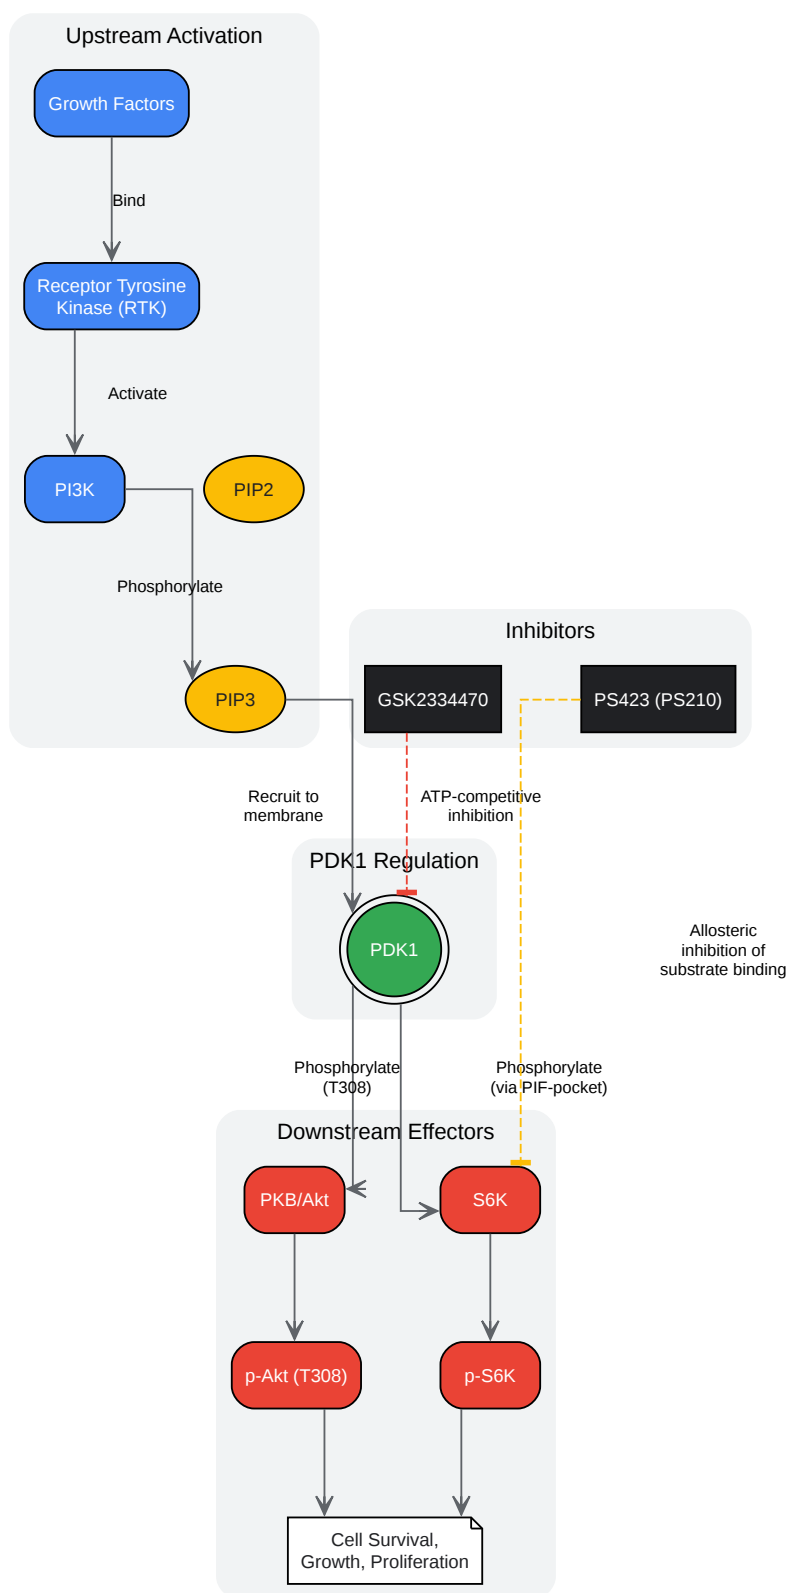 Upstream Activation
Growth Factors
Bind
Receptor Tyrosine
Kinase (RTK)
Activate
PI3K
PIP2
Phosphorylate
PIP3
Inhibitors
GSK2334470
PS423 (PS210)
Recruit to
membrane
ATP-competitive
inhibition
PDK1 Regulation
PDK1
Allosteric
inhibition of
substrate binding
Phosphorylate
(T308)
Phosphorylate
(via PIF-pocket)
Downstream Effectors
PKB/Akt
S6K
p-Akt (T308)
p-S6K
Cell Survival,
Growth, Proliferation